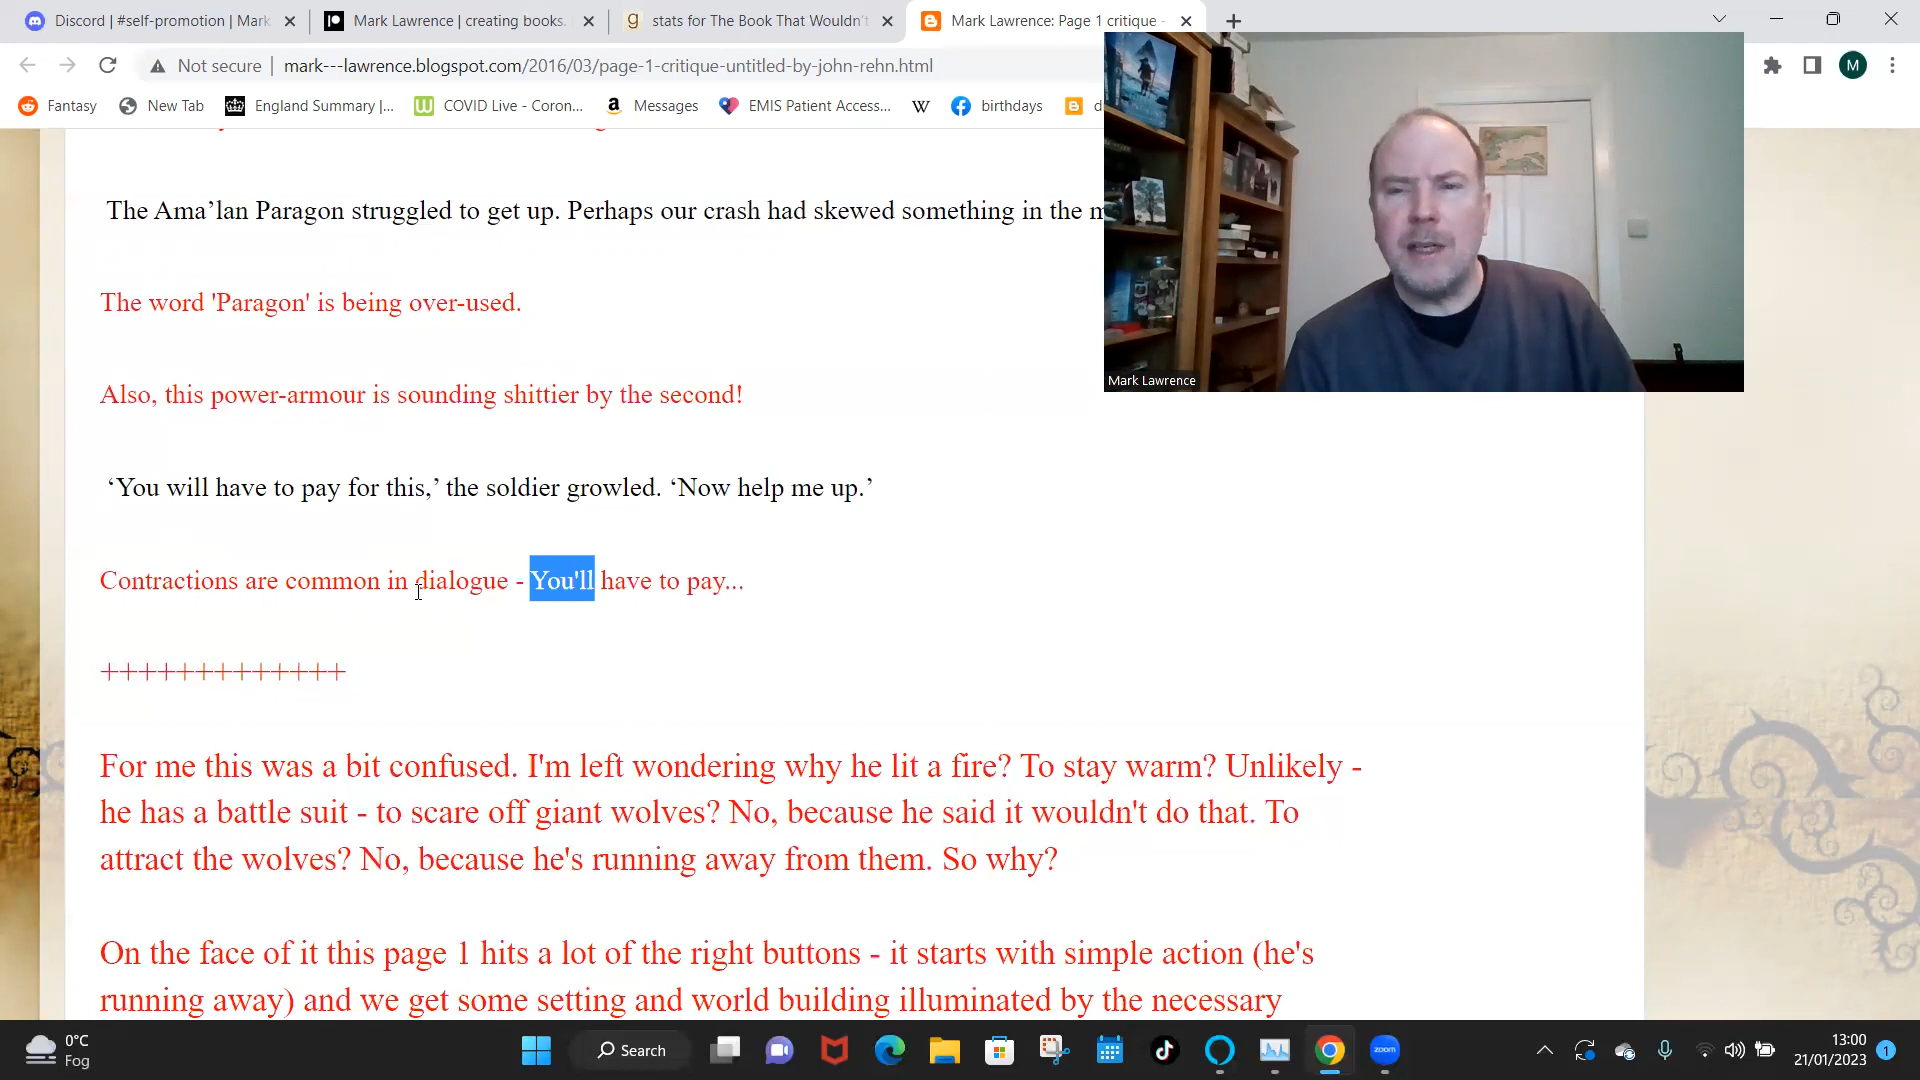 Discord | #self-promotion | Mark
Mark Lawrence | creating books.
stats for The Book That Wouldn't
Mark Lawrence: Page 1 critique -
Not secure
mark---lawrence.blogspot.com/2016/03/page-1-critique-untitled-by-john-rehn.html
M
Fantasy
New Tab
England Summary |...
COVID Live - Coron...
Messages
EMIS Patient Access...
W
birthdays
The Ama’lan Paragon struggled to get up. Perhaps our crash had skewed something in the
The word 'Paragon' is being over-used.
Also, this power-armour is sounding shittier by the second!
‘You will have to pay for this,’ the soldier growled. ‘Now help me up.’
Contractions are common in dialogue - You'll have to pay...
+++++++++++++
For me this was a bit confused. I'm left wondering why he lit a fire? To stay warm? Unlikely -
he has a battle suit - to scare off giant wolves? No, because he said it wouldn't do that. To
attract the wolves? No, because he's running away from them. So why?
On the face of it this page 1 hits a lot of the right buttons - it starts with simple action (he's
running away) and we get some setting and world building illuminated by the necessary
Mark Lawrence
0°C
Fog
Search
zoom
13:00
21/01/2023
1